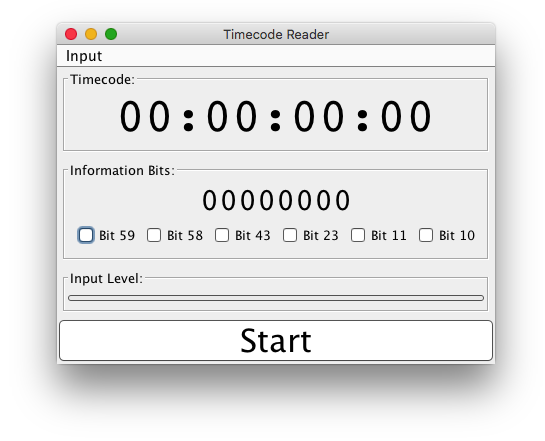 Timecode Reader
Input
Timecode:
00:00:00:00
Information Bits:
00000000
Bit 59 Bit 58 Bit 43 Bit 23 Bit 11 Bit 10
Input Level:
Start